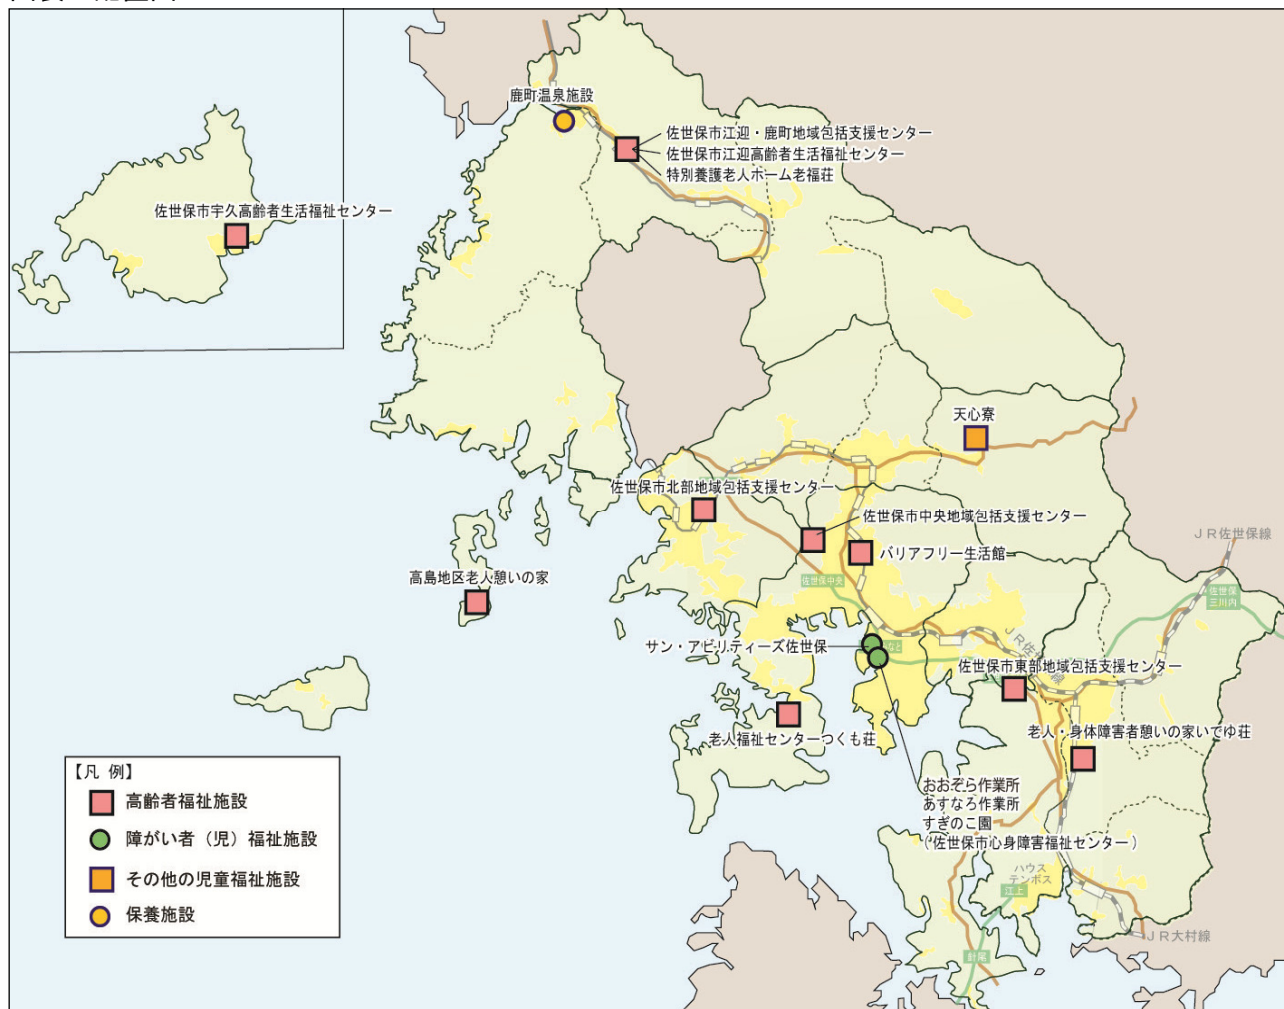 鹿町温泉施設
佐世保市江迎・鹿町地域包括支援センター
佐世保市江迎高齢者生活福祉センター
特別養護老人ホーム老福荘
佐世保市宇久高齢者生活福祉センター
天心寮
佐世保市北部地域包括支援センター
佐世保市中央地域包括支援センター
JR佐世保線
バリアフリー生活館
高島地区老人憩いの家
佐世保中央
佐世保
三川内
サン・アビリティーズ佐世保
佐世保市東部地域包括支援センター
老人・身体障害者憩いの家いでゆ荘
老人福祉センターつくも荘
おおぞら作業所
あすなろ作業所
すぎのこ園
(佐世保市心身障害福祉センター)
ハウス
テンボス
江上
JR大村線
針尾
【凡 例】
高齢者福祉施設
障がい者(児)福祉施設
その他の児童福祉施設
保養施設